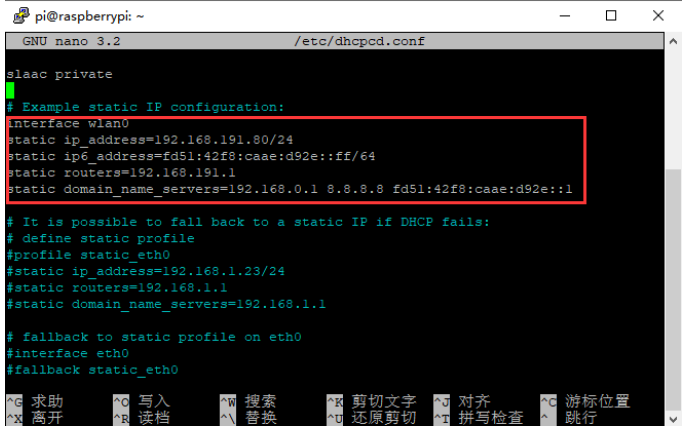 pi@raspberrypi: ~
GNU nano 3.2 /etc/dhcpcd.conf
slaac private
# Example static IP configuration:
interface wlan0
static ip_address=192.168.191.80/24
static ip6_address=fd51:42f8:caae:d92e::ff/64
static routers=192.168.191.1
static domain_name_servers=192.168.0.1 8.8.8.8 fd51:42f8:caae:d92e::1
# It is possible to fall back to a static IP if DHCP fails:
# define static profile
#profile static_eth0
#static ip_address=192.168.1.23/24
#static routers=192.168.1.1
#static domain_name_servers=192.168.1.1
# fallback to static profile on eth0
#interface eth0
#fallback static_eth0
^G 求助 ^O 写入 ^W 搜索 ^K 剪切文字 ^J 对齐 ^C 游标位置
^X 离开 ^R 读档 ^\ 替换 ^U 还原剪切 ^T 拼写检查 ^ 跳行